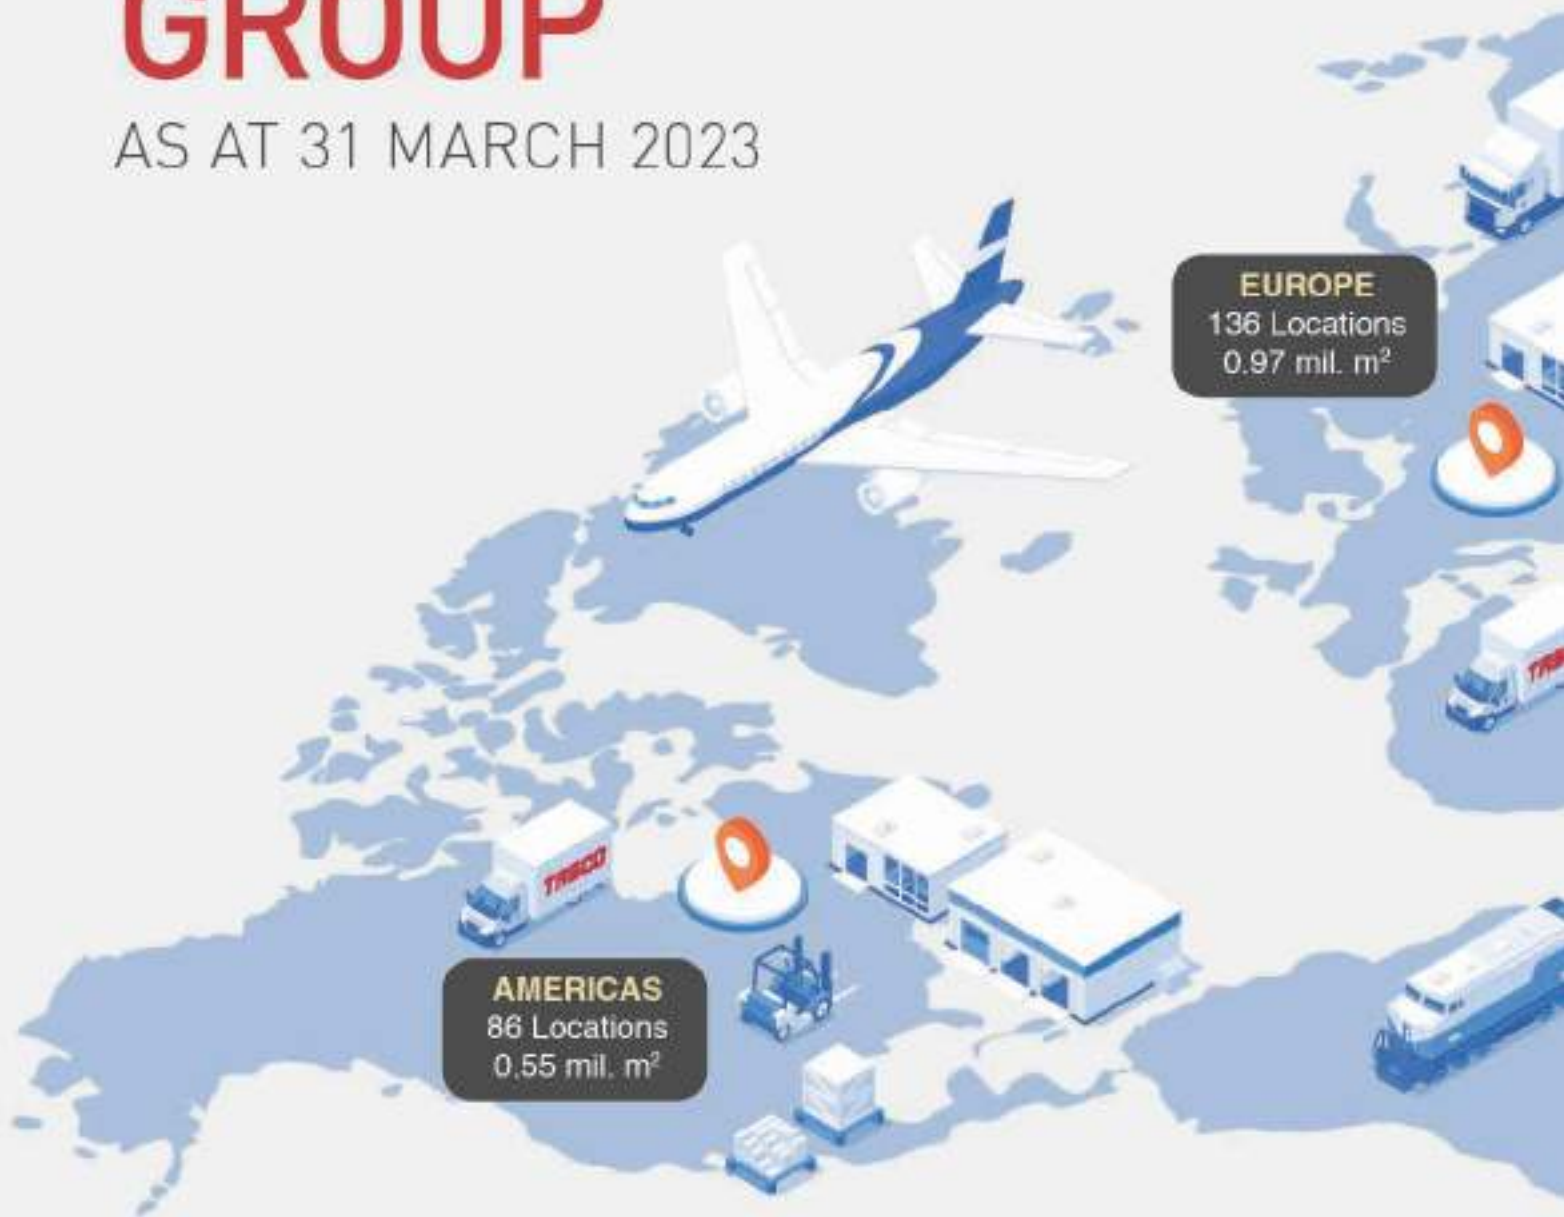 GROUP
AS AT 31 MARCH 2023
EUROPE
136 Locations
0.97 mil. m²
TASCO
AMERICAS
86 Locations
0.55 mil. m²